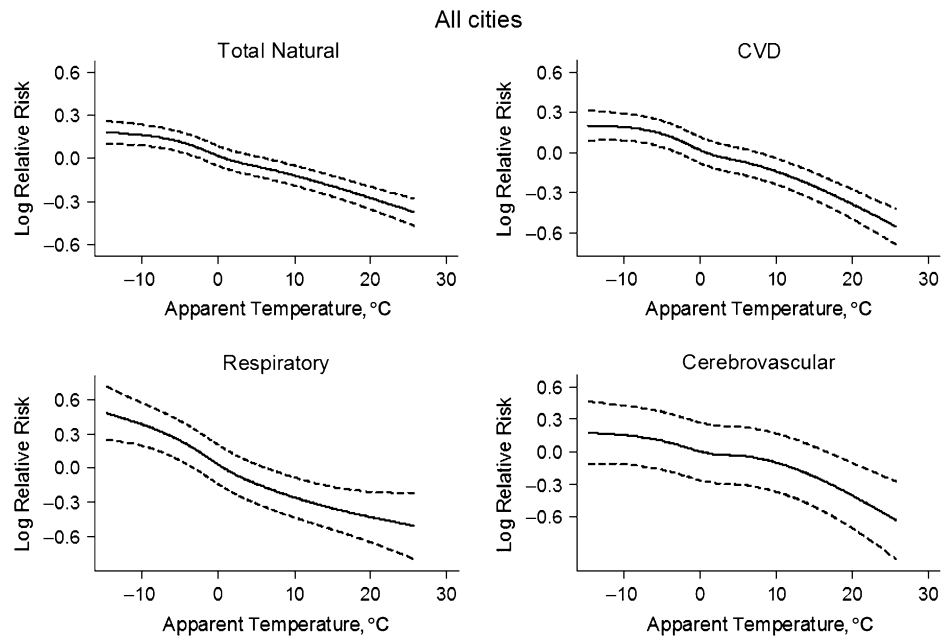 All cities
Total Natural
Log Relative Risk
0.6
0.3
0.0
−0.3
−0.6
−10 0 10 20 30
Apparent Temperature, °C
CVD
Log Relative Risk
0.6
0.3
0.0
−0.3
−0.6
−10 0 10 20 30
Apparent Temperature, °C
Respiratory
Log Relative Risk
0.6
0.3
0.0
−0.3
−0.6
−10 0 10 20 30
Apparent Temperature, °C
Cerebrovascular
Log Relative Risk
0.6
0.3
0.0
−0.3
−0.6
−10 0 10 20 30
Apparent Temperature, °C